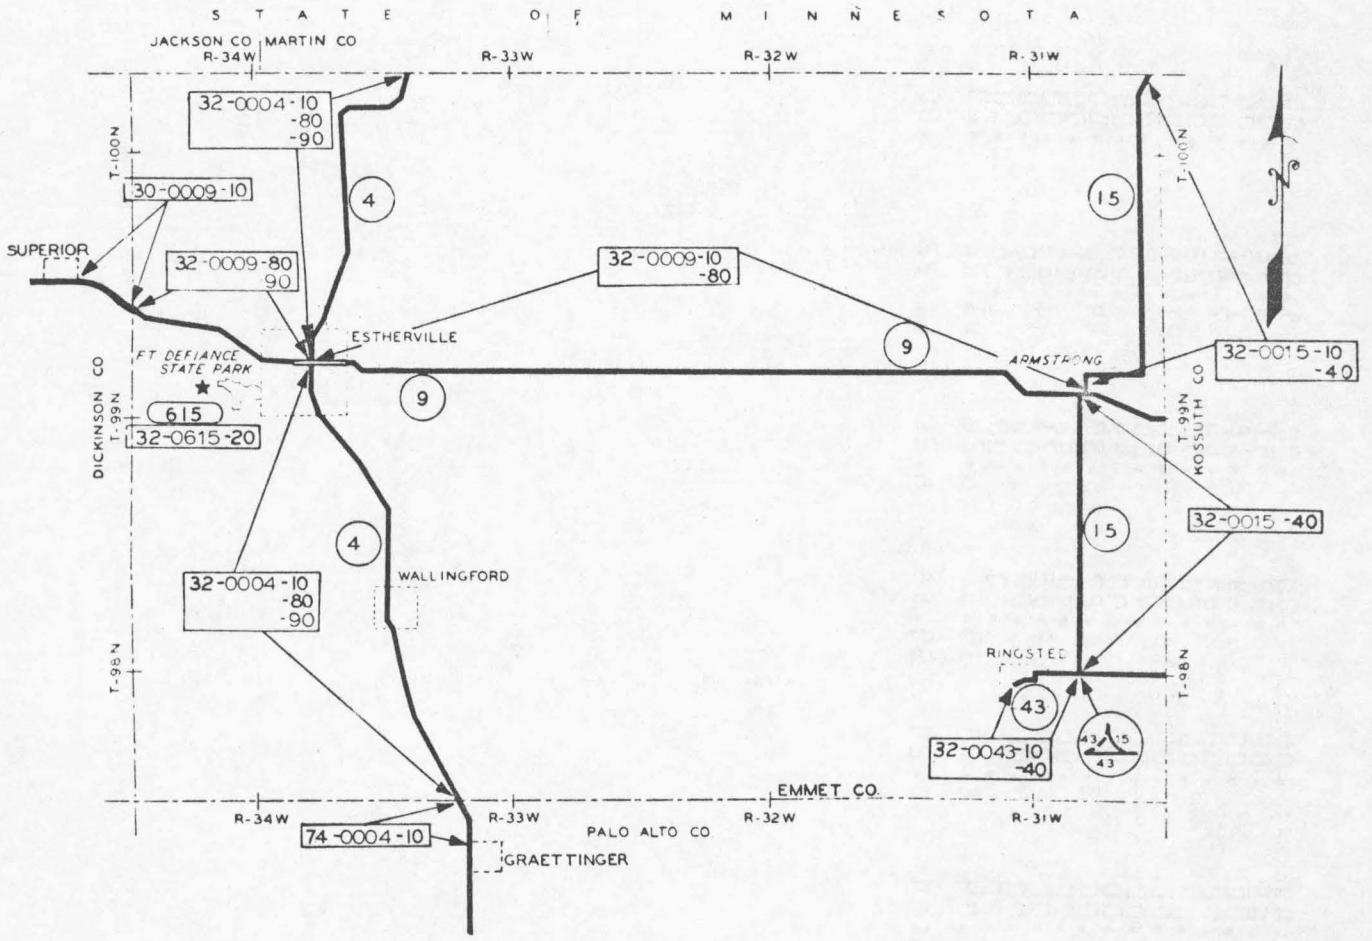 STATE OF MINNESOTA
JACKSON CO MARTIN CO
R-34W R-33W R-32W R-31W
32-0004-10
-80
-90
T-100N
T-100N
30-0009-10
4
15
N
SUPERIOR
32-0009-80
90
32-0009-10
-80
ESTHERVILLE
9
ARMSTRONG
32-0015-10
-40
FT DEFIANCE
STATE PARK
9
615
32-0615-20
DICKINSON CO
T-99N
T-99N
KOSSUTH CO
32-0015-40
4
15
32-0004-10
-80
-90
WALLINGFORD
T-98N
RINGSTED
T-98N
43
32-0043-10
-40
43 15
43
EMMET CO.
R-34W R-33W R-32W R-31W
74-0004-10
PALO ALTO CO
GRAETTINGER